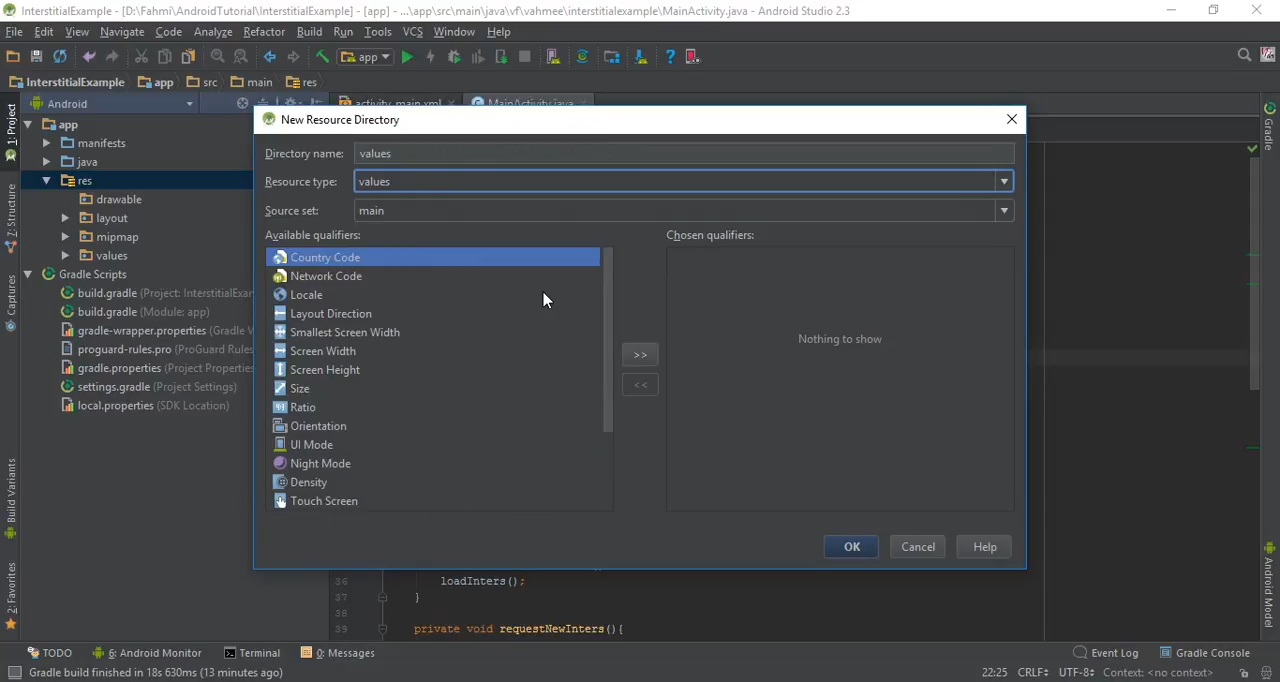 InterstitialExample - [D:\Fahmi\AndroidTutorial\InterstitialExample] - [app] - ...\app\src\main\java\vf\vahmee\interstitialexample\MainActivity.java - Android Studio 2.3
File Edit View Navigate Code Analyze Refactor Build Run Tools VCS Window Help
app
InterstitialExample app src main res
Android activity_main.xml MainActivity.java
1: Project
7: Structure
Captures
Build Variants
2: Favorites
app
manifests
java
res
drawable
layout
mipmap
values
Gradle Scripts
build.gradle (Project: InterstitialExar
build.gradle (Module: app)
gradle-wrapper.properties (Gradle V
proguard-rules.pro (ProGuard Rules
gradle.properties (Project Properties
settings.gradle (Project Settings)
local.properties (SDK Location)
New Resource Directory
Directory name: values
Resource type: values
Source set: main
Available qualifiers: Chosen qualifiers:
Country Code
Network Code
Locale
Layout Direction
Smallest Screen Width
Screen Width
Screen Height
Size
Ratio
Orientation
UI Mode
Night Mode
Density
Touch Screen
>>
<<
Nothing to show
OK Cancel Help
36 loadInters();
37 }
38
39 private void requestNewInters(){
Gradle
Android Model
TODO 6: Android Monitor Terminal 0: Messages Event Log Gradle Console
Gradle build finished in 18s 630ms (13 minutes ago) 22:25 CRLF UTF-8 Context: <no context>